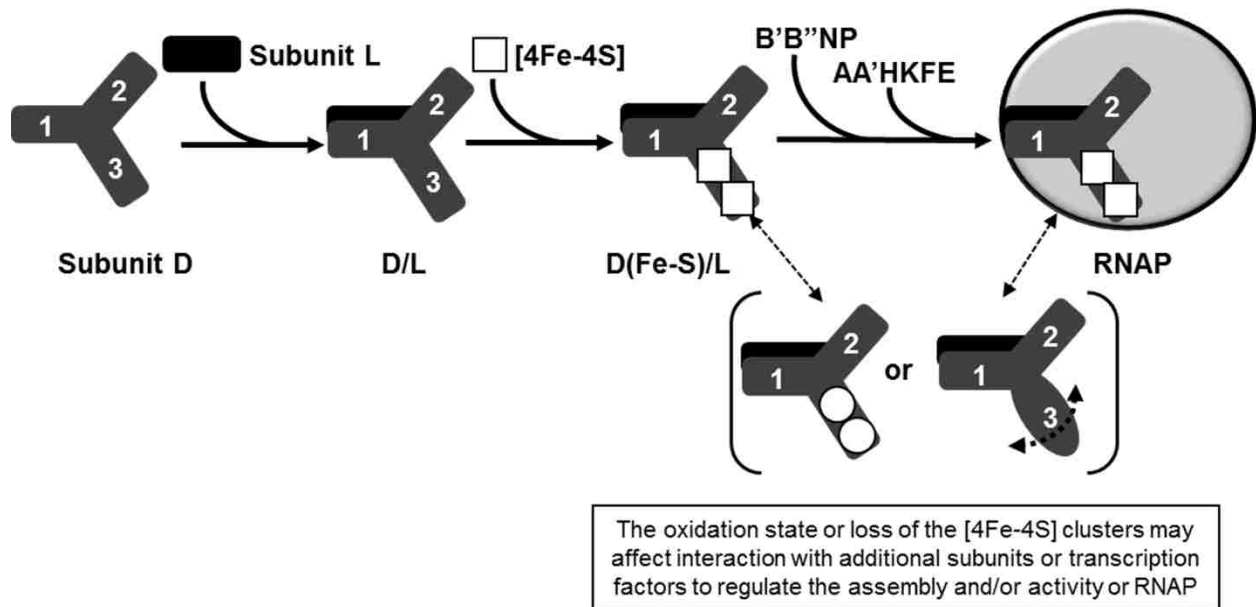 B'B"NP
Subunit L
[4Fe-4S]
AA'HKFE
1
2
3
1
2
3
1
2
1
2
Subunit D
D/L
D(Fe-S)/L
RNAP
1
2
or
1
2
3
The oxidation state or loss of the [4Fe-4S] clusters may
affect interaction with additional subunits or transcription
factors to regulate the assembly and/or activity or RNAP